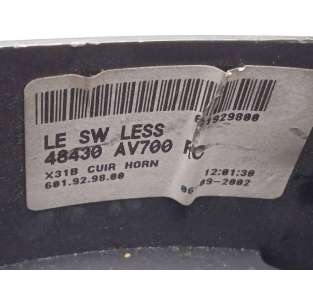 LE SW LESS
48430 AV700
X31B CUIR HORN 12:01:30
601.92.98.00